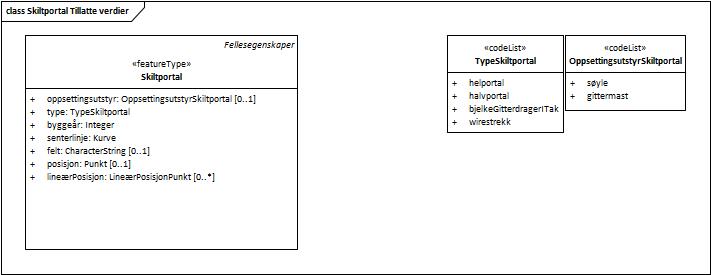 class Skiltportal Tillatte verdier
Fellesegenskaper
«featureType»
Skiltportal
+ oppsettingsutstyr: OppsettingsutstyrSkiltportal [0..1]
+ type: TypeSkiltportal
+ byggeår: Integer
+ senterlinje: Kurve
+ felt: CharacterString [0..1]
+ posisjon: Punkt [0..1]
+ lineærPosisjon: LineærPosisjonPunkt [0..*]
«codeList»
TypeSkiltportal
+ helportal
+ halvportal
+ bjelkeGitterdragerITak
+ wirestrekk
«codeList»
OppsettingsutstyrSkiltportal
+ søyle
+ gittermast